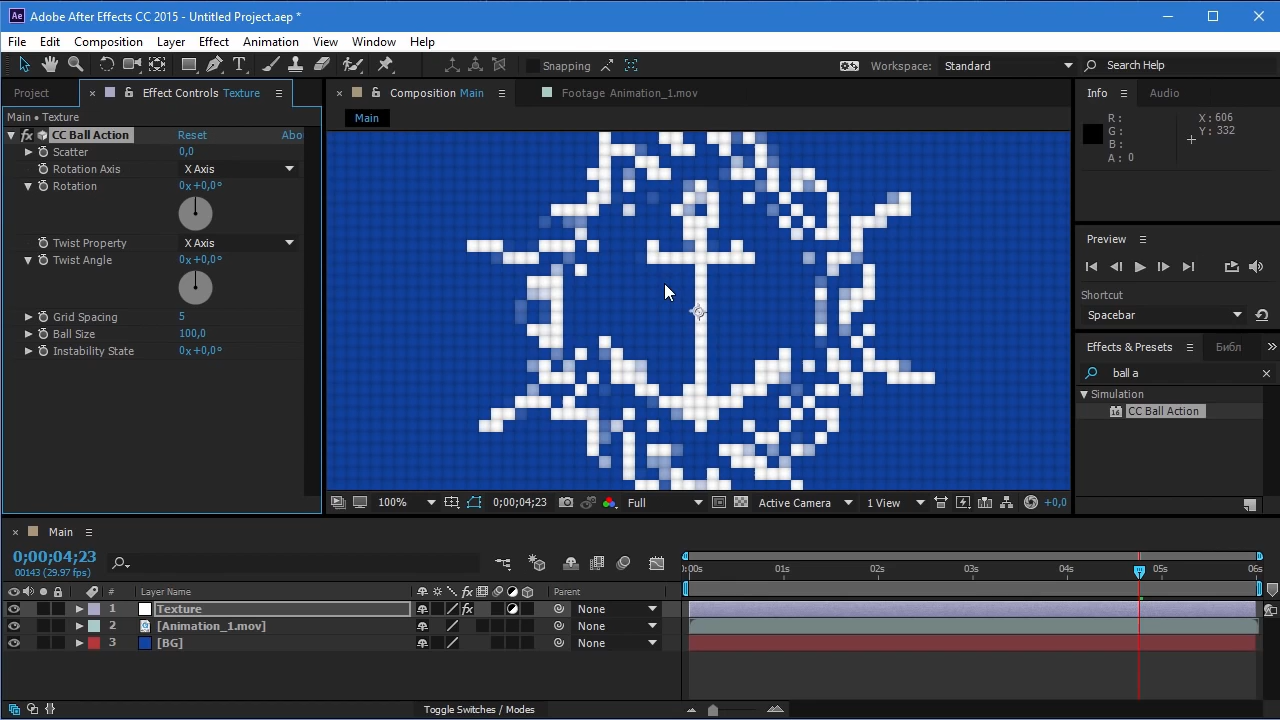 Adobe After Effects CC 2015 - Untitled Project.aep *
File Edit Composition Layer Effect Animation View Window Help
Snapping Workspace: Standard Search Help
Project Effect Controls Texture Composition Main Footage Animation_1.mov Info Audio
Main • Texture Main
fx CC Ball Action Reset Abo
Scatter 0,0
Rotation Axis X Axis
Rotation 0x+0,0°
Twist Property X Axis
Twist Angle 0x+0,0°
Grid Spacing 5
Ball Size 100,0
Instability State 0x+0,0°
R: X: 606
G: Y: 332
B:
A: 0
Preview
Shortcut
Spacebar
Effects & Presets Библ
ball a
Simulation
16 CC Ball Action
100% 0;00;04;23 Full Active Camera 1 View +0,0
Main
0;00;04;23
00143 (29.97 fps)
:00s 01s 02s 03s 04s 05s 06s
# Layer Name fx Parent
1 Texture fx None
2 [Animation_1.mov] None
3 [BG] None
Toggle Switches / Modes